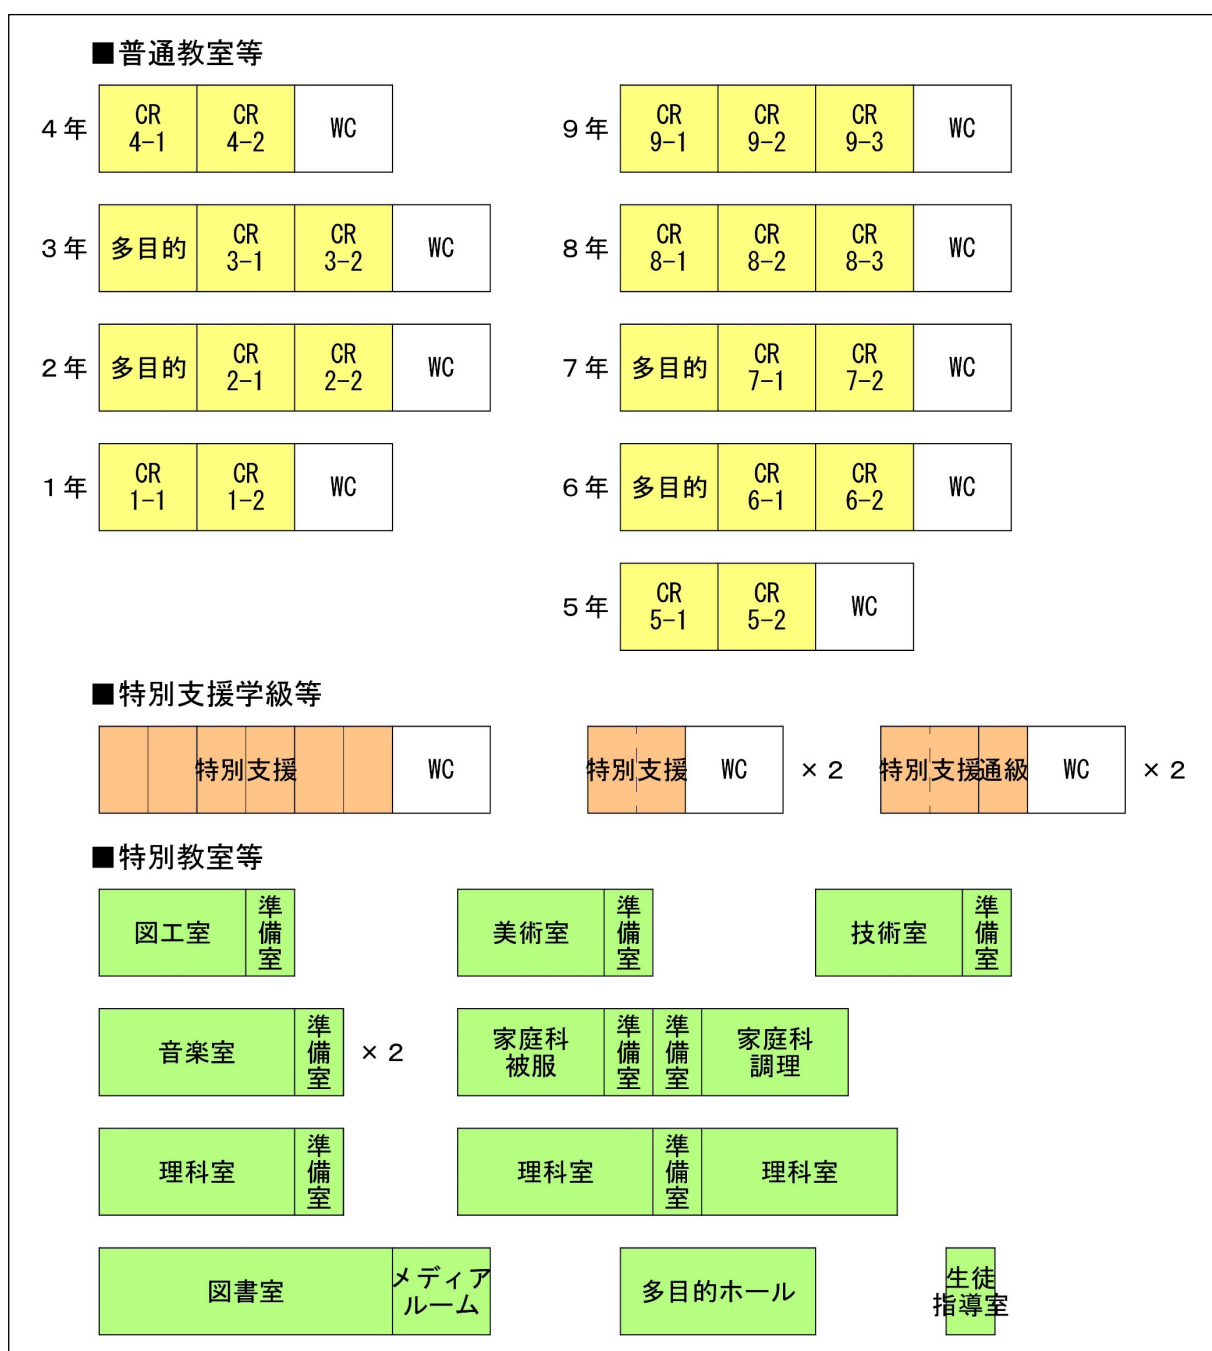 ■普通教室等
4年 CR 4-1 CR 4-2 WC
3年 多目的 CR 3-1 CR 3-2 WC
2年 多目的 CR 2-1 CR 2-2 WC
1年 CR 1-1 CR 1-2 WC
9年 CR 9-1 CR 9-2 CR 9-3 WC
8年 CR 8-1 CR 8-2 CR 8-3 WC
7年 多目的 CR 7-1 CR 7-2 WC
6年 多目的 CR 6-1 CR 6-2 WC
5年 CR 5-1 CR 5-2 WC
■特別支援学級等
特別支援 WC
特別支援 WC ×2
特別支援 通級 WC ×2
■特別教室等
図工室 準備室
美術室 準備室
技術室 準備室
音楽室 準備室 ×2
家庭科被服 準備室 準備室 家庭科調理
理科室 準備室
理科室 準備室 理科室
図書室 メディアルーム
多目的ホール
生徒指導室